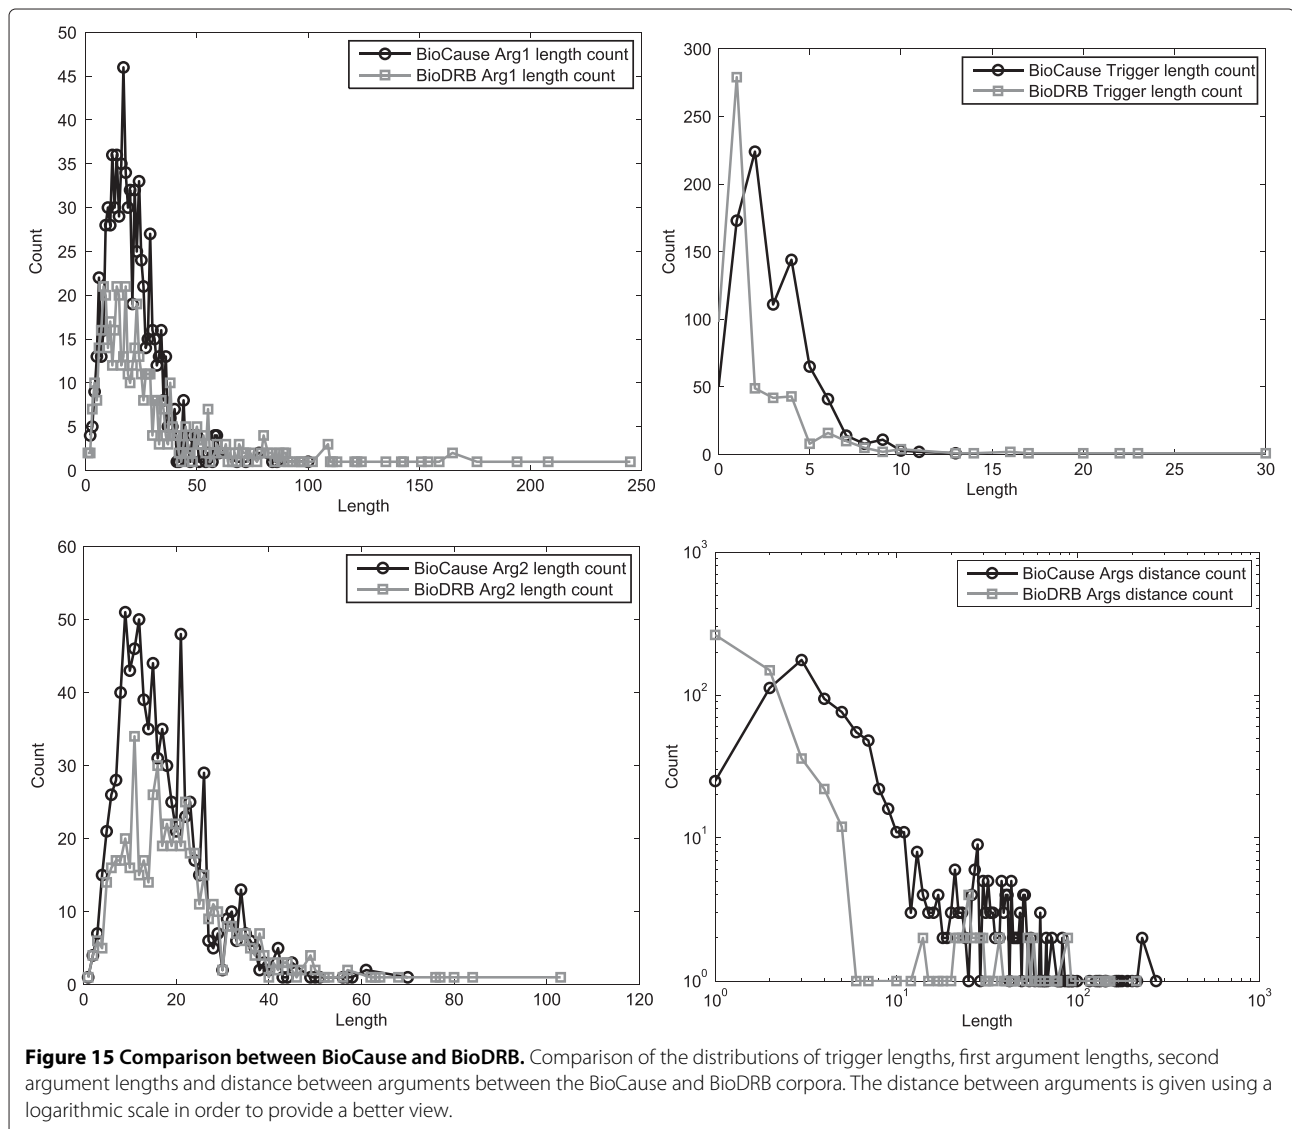 50
45
40
35
30
25
20
15
10
5
0
Count
0 50 100 150 200 250
Length
BioCause Arg1 length count
BioDRB Arg1 length count
300
250
200
150
100
50
0
Count
0 5 10 15 20 25 30
Length
BioCause Trigger length count
BioDRB Trigger length count
60
50
40
30
20
10
0
Count
0 20 40 60 80 100 120
Length
BioCause Arg2 length count
BioDRB Arg2 length count
10³
10²
10¹
10⁰
Count
10⁰ 10¹ 10² 10³
Length
BioCause Args distance count
BioDRB Args distance count
Figure 15 Comparison between BioCause and BioDRB. Comparison of the distributions of trigger lengths, first argument lengths, second
argument lengths and distance between arguments between the BioCause and BioDRB corpora. The distance between arguments is given using a
logarithmic scale in order to provide a better view.